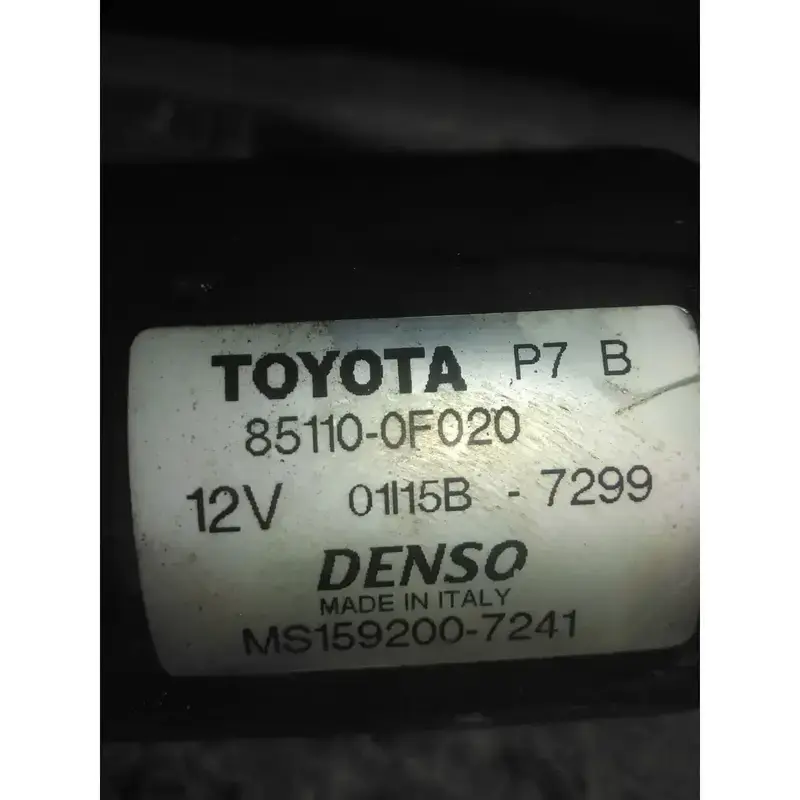 TOYOTA P7 B
85110-0F020
12V 01I15B - 7299
DENSO
MADE IN ITALY
MS159200-7241